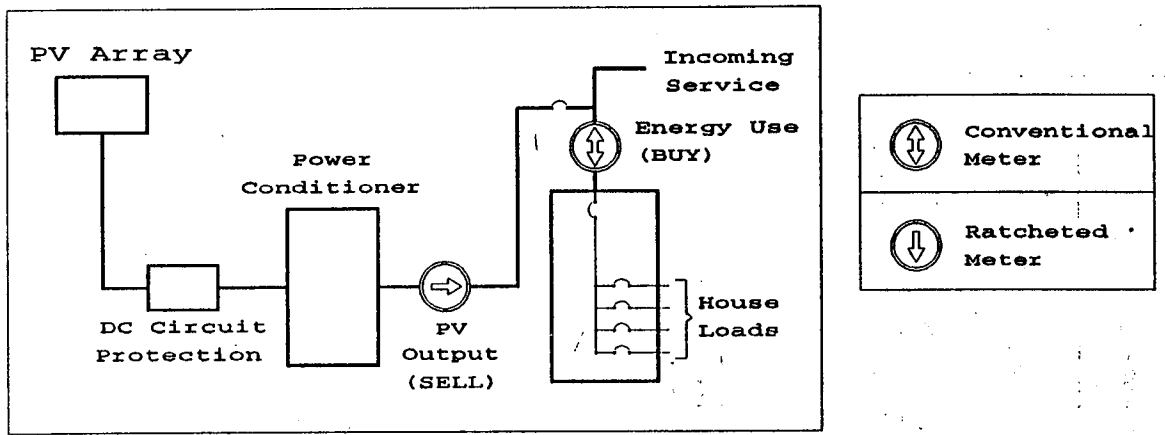 PV Array
Incoming
Service
Energy Use
(BUY)
Power
Conditioner
DC Circuit
Protection
PV
Output
(SELL)
House
Loads
Conventional
Meter
Ratcheted
Meter